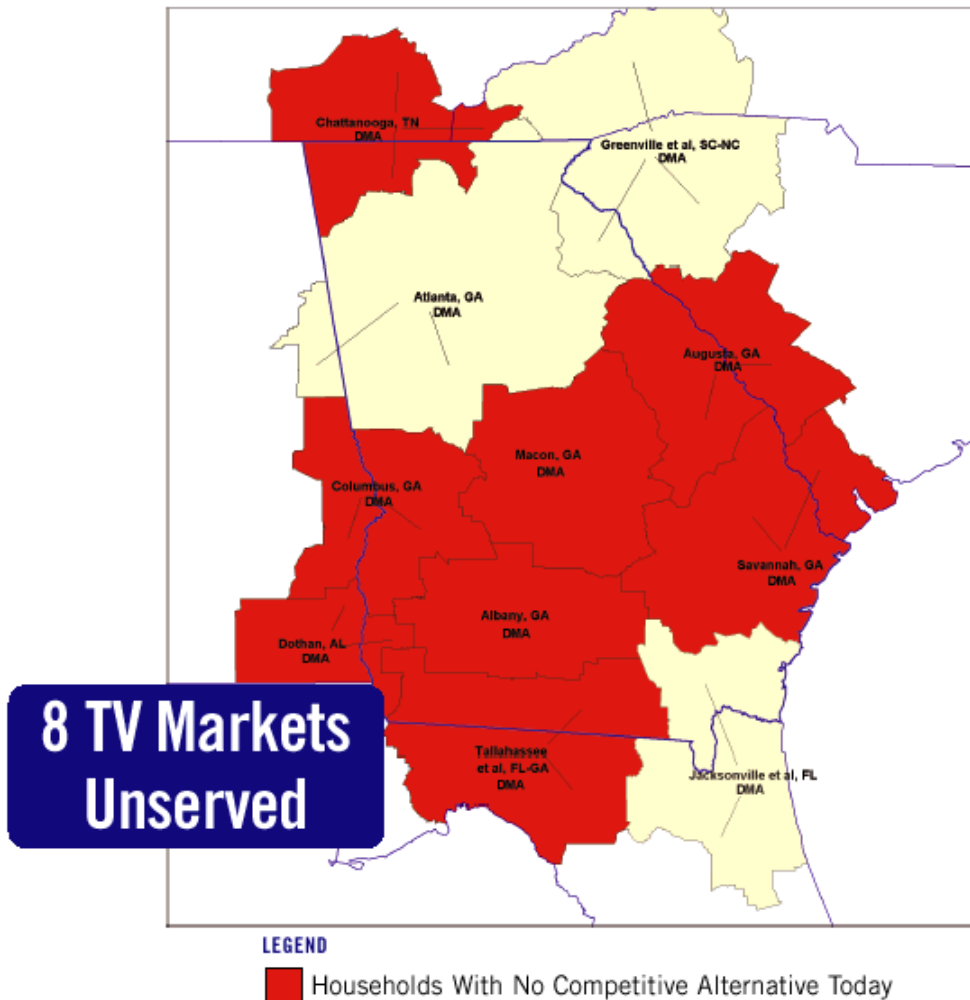 Chattanooga, TN
DMA
Greenville et al, SC-NC
DMA
Atlanta, GA
DMA
Augusta, GA
DMA
Macon, GA
DMA
Columbus, GA
DMA
Savannah, GA
DMA
Albany, GA
DMA
Dothan, AL
DMA
8 TV Markets
Unserved
Tallahassee
et al, FL-GA
DMA
Jacksonville et al, FL
DMA
LEGEND
Households With No Competitive Alternative Today